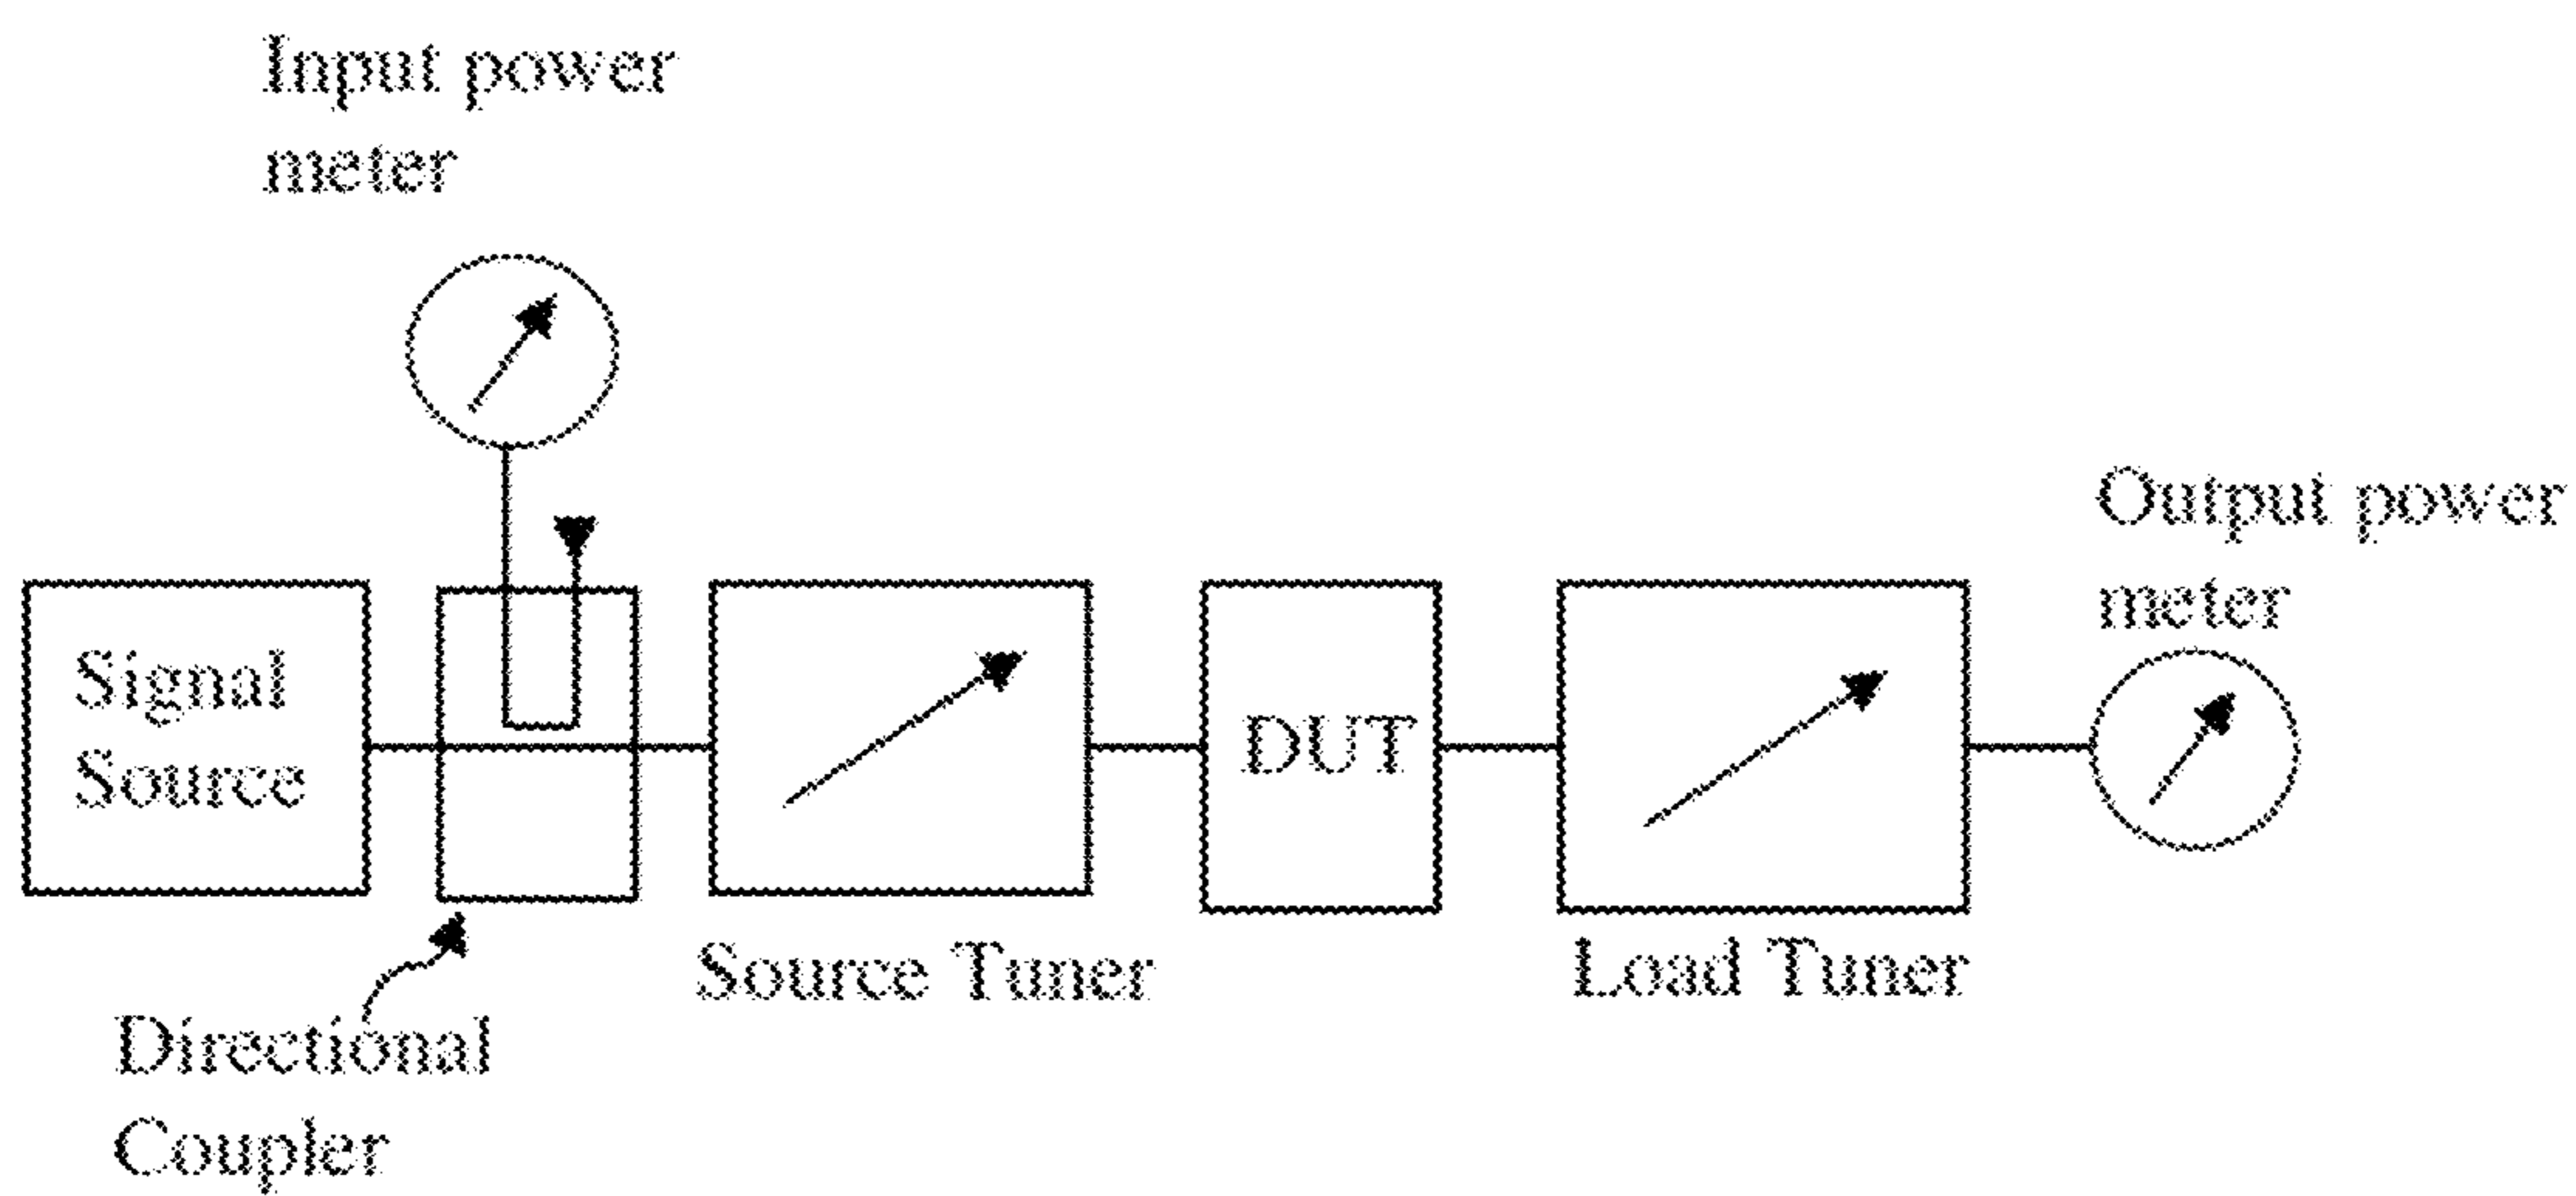 Input power
meter
Output power
meter
Signal
Source
DUT
Source Tuner
Load Tuner
Directional
Coupler